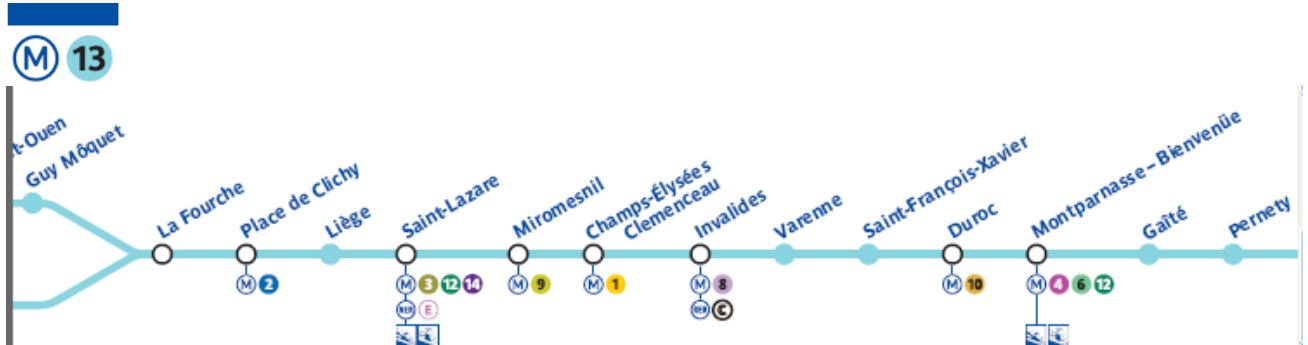 M 13
t-Ouen
Guy Môquet
La Fourche
Place de Clichy
Liège
Saint-Lazare
Miromesnil
Champs-Élysées
Clemenceau
Invalides
Varenne
Saint-François-Xavier
Duroc
Montparnasse – Bienvenüe
Gaîté
Pernety
M 2
M 3 12 14
M 9
M 1
M 8
M 10
M 4 6 12
RER E
RER C